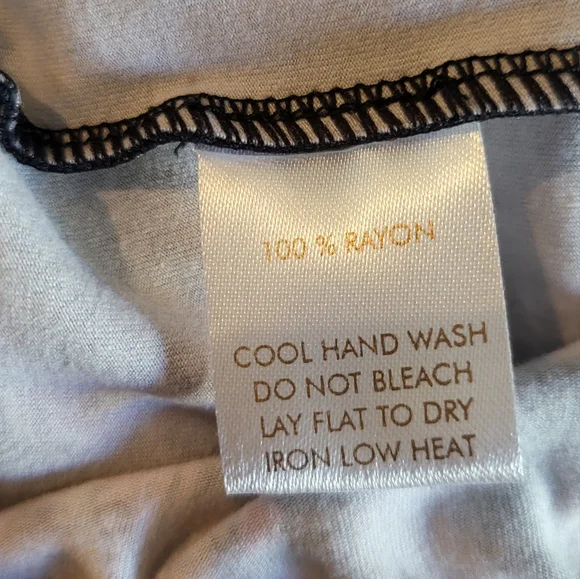 100 % RAYON
COOL HAND WASH
DO NOT BLEACH
LAY FLAT TO DRY
IRON LOW HEAT